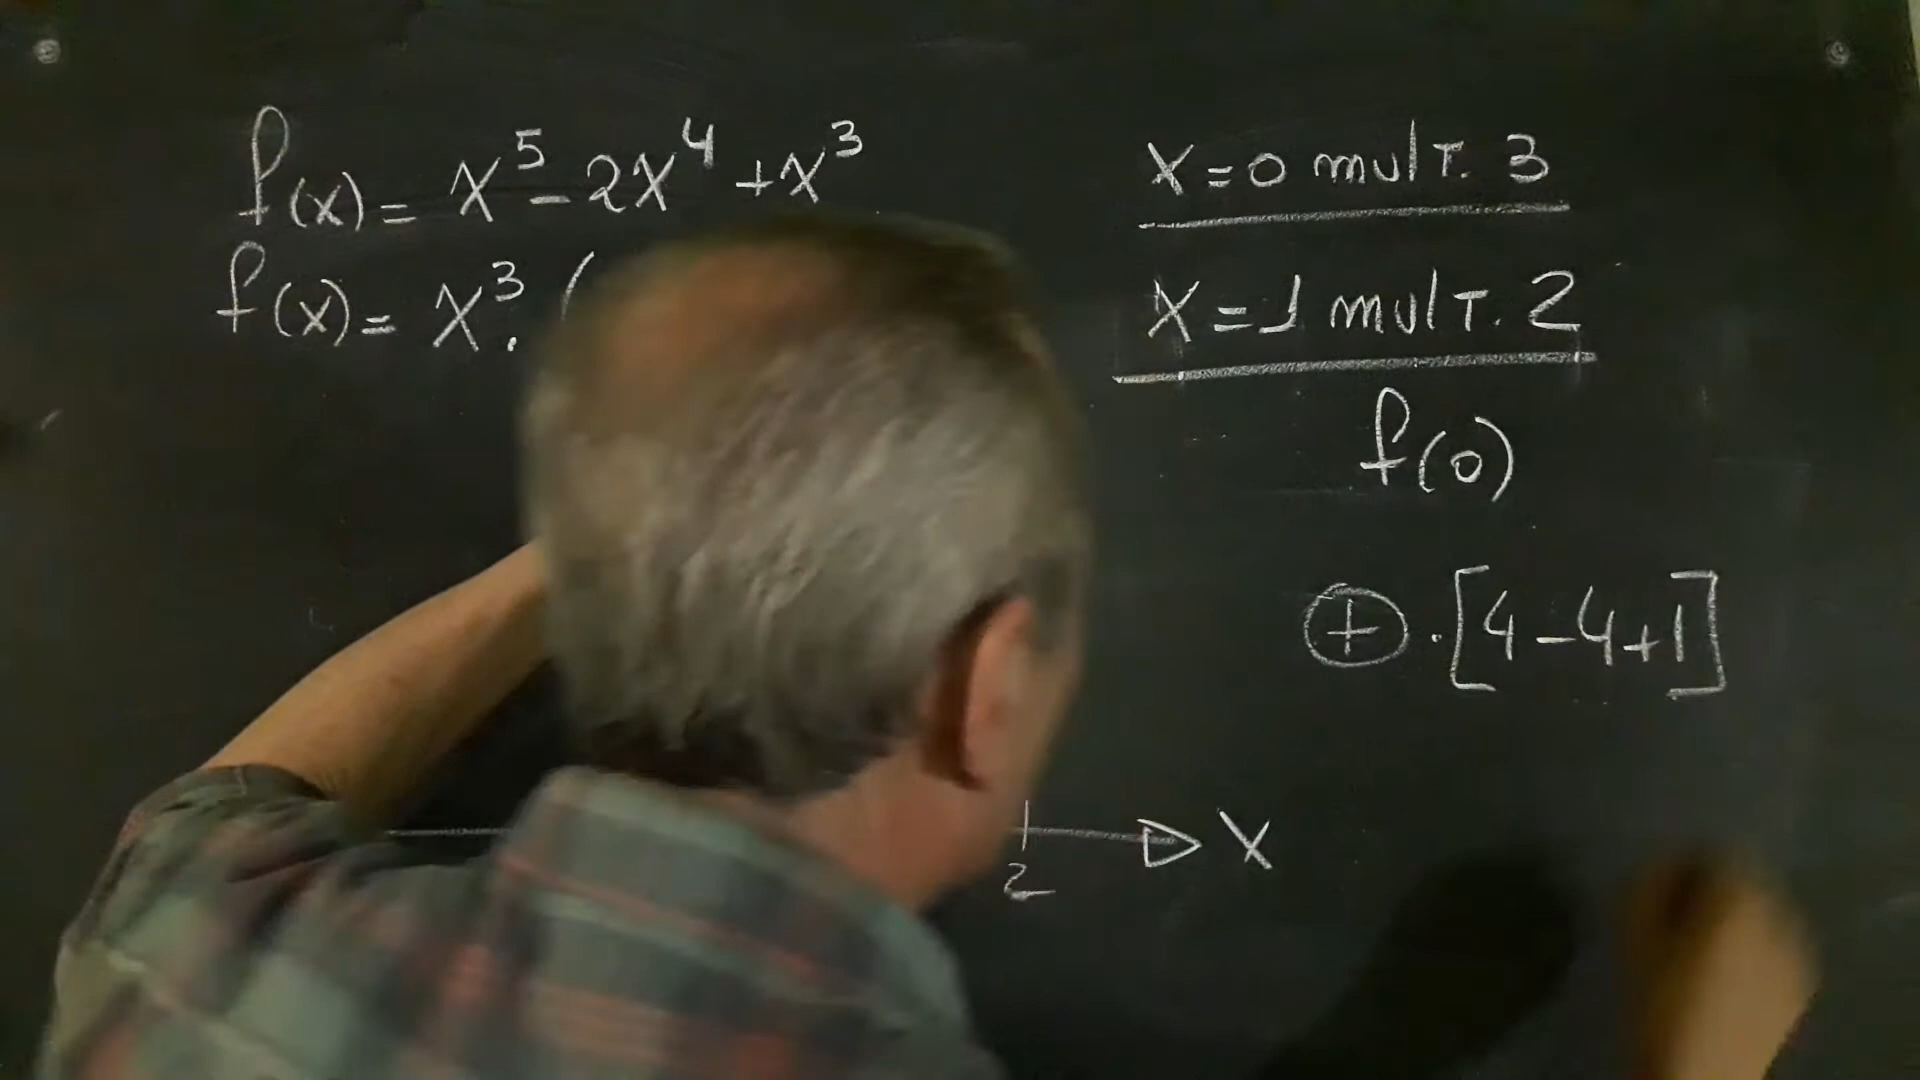 f(x) = x⁵ - 2x⁴ + x³
f(x) = x³ · (
x = 0 mult. 3
x = 1 mult. 2
f(0)
⊕ · [4 - 4 + 1]
x
2